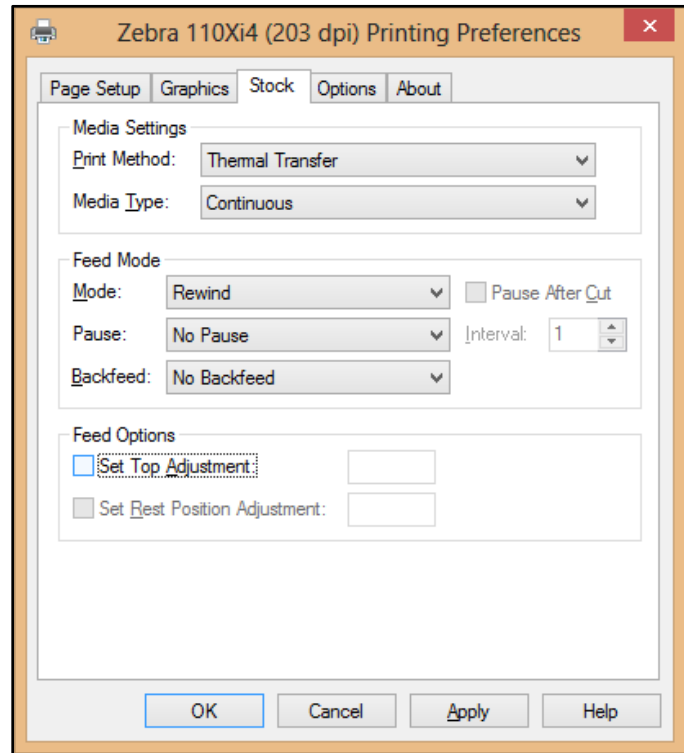 Zebra 110Xi4 (203 dpi) Printing Preferences
Page Setup Graphics Stock Options About
Media Settings
Print Method: Thermal Transfer
Media Type: Continuous
Feed Mode
Mode: Rewind Pause After Cut
Pause: No Pause Interval: 1
Backfeed: No Backfeed
Feed Options
Set Top Adjustment:
Set Rest Position Adjustment:
OK Cancel Apply Help